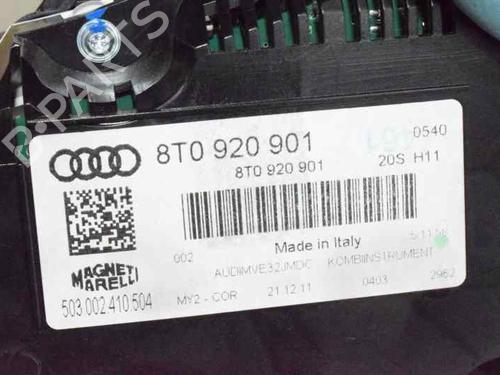 B-PARTS
8T0 920 901
0540
8T0 920 901
20S H11
002
Made in Italy
AUDIMVE32JMDC KOMBIINSTRUMENT
MAGNETI MARELLI
503 002 410 504
MY2 - COR
21.12.11
0403
2962